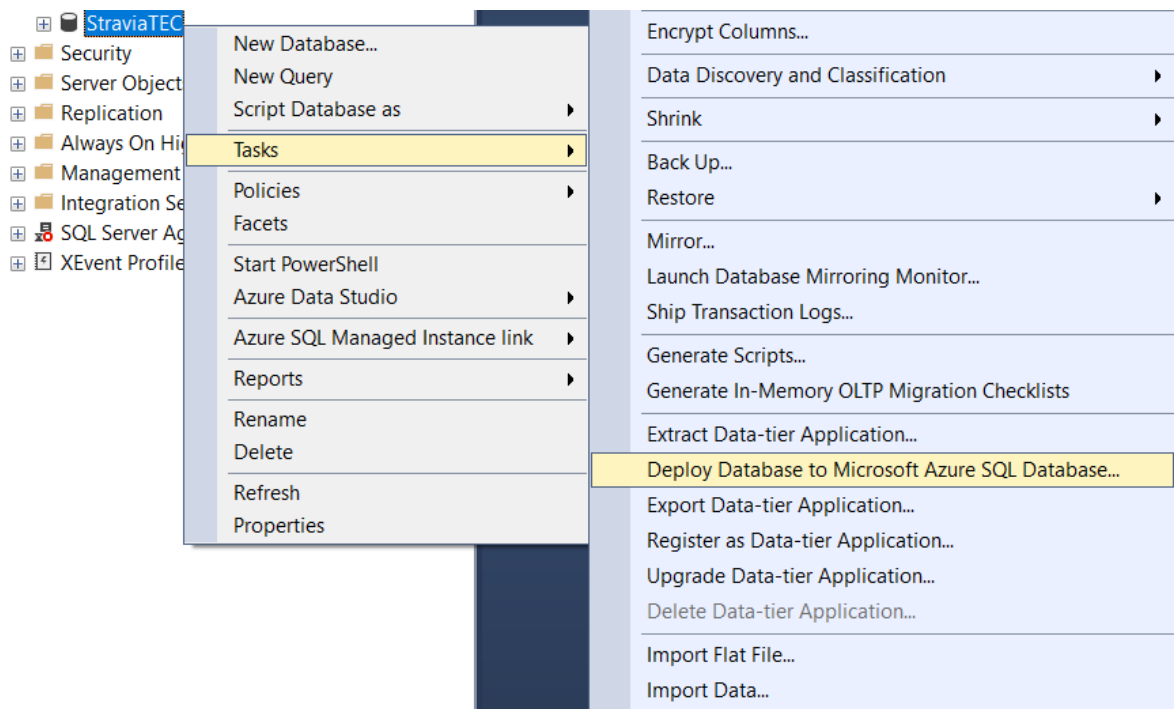 StraviaTEC
Security
Server Object
Replication
Always On Hi
Management
Integration Se
SQL Server Ag
XEvent Profile
New Database...
New Query
Script Database as
Tasks
Policies
Facets
Start PowerShell
Azure Data Studio
Azure SQL Managed Instance link
Reports
Rename
Delete
Refresh
Properties
Encrypt Columns...
Data Discovery and Classification
Shrink
Back Up...
Restore
Mirror...
Launch Database Mirroring Monitor...
Ship Transaction Logs...
Generate Scripts...
Generate In-Memory OLTP Migration Checklists
Extract Data-tier Application...
Deploy Database to Microsoft Azure SQL Database...
Export Data-tier Application...
Register as Data-tier Application...
Upgrade Data-tier Application...
Delete Data-tier Application...
Import Flat File...
Import Data...